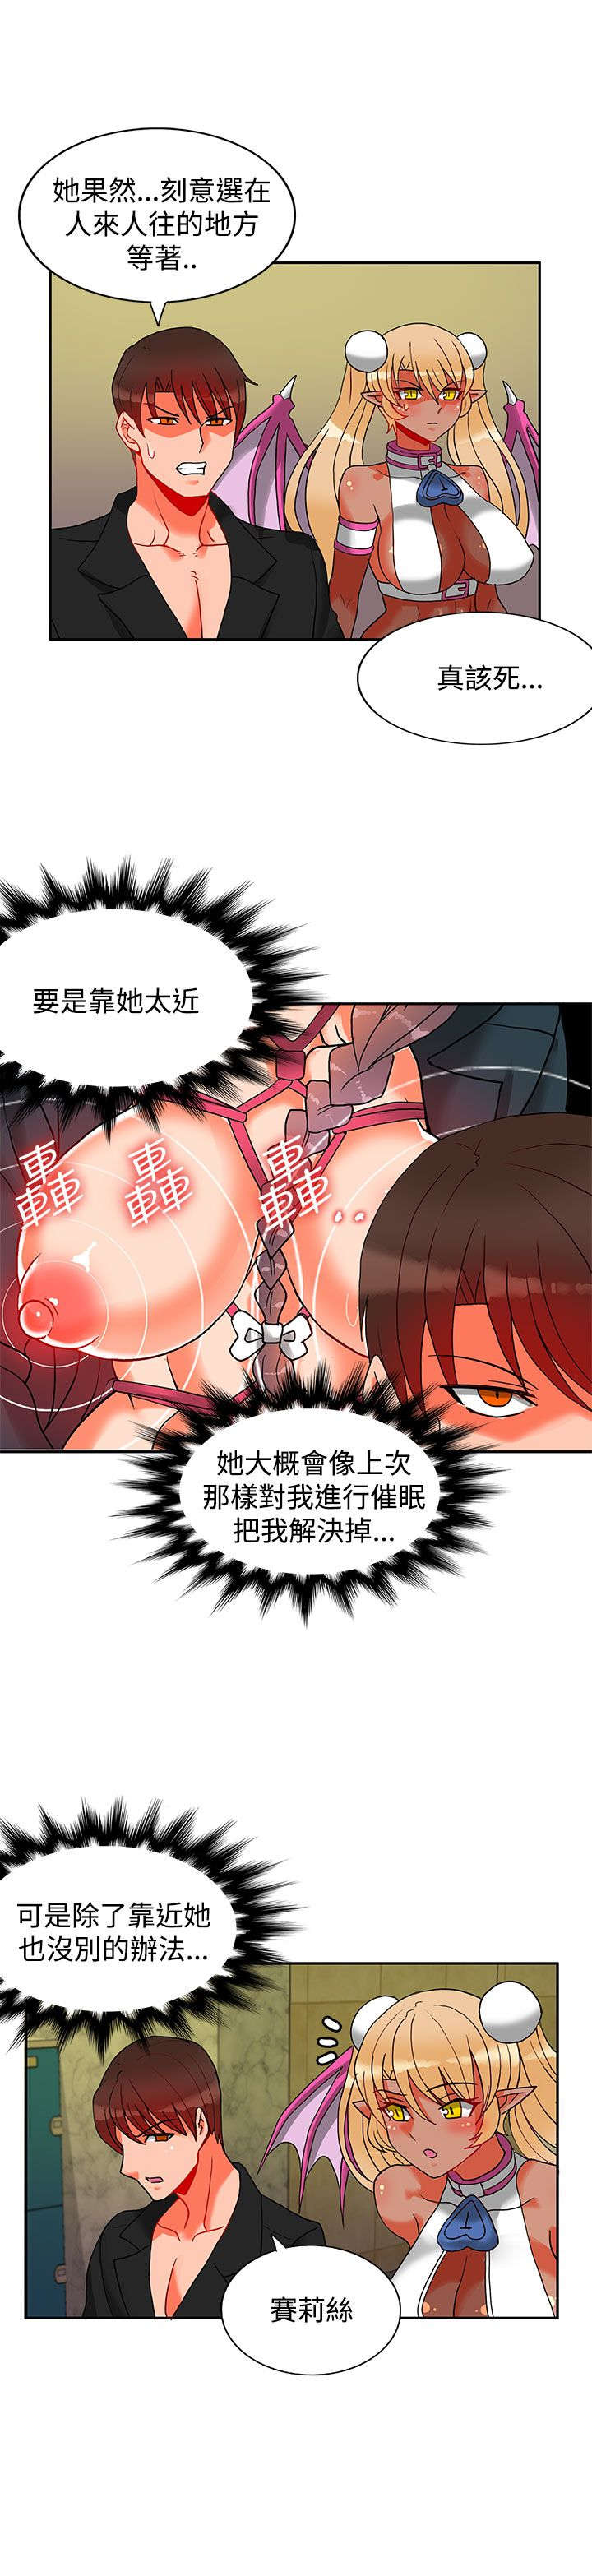 她果然...刻意選在
人來人往的地方
等著..
真該死...
要是靠她太近
轟
轟
轟
她大概會像上次
那樣對我進行催眠
把我解決掉...
可是除了靠近她
也沒別的辦法...
賽莉絲